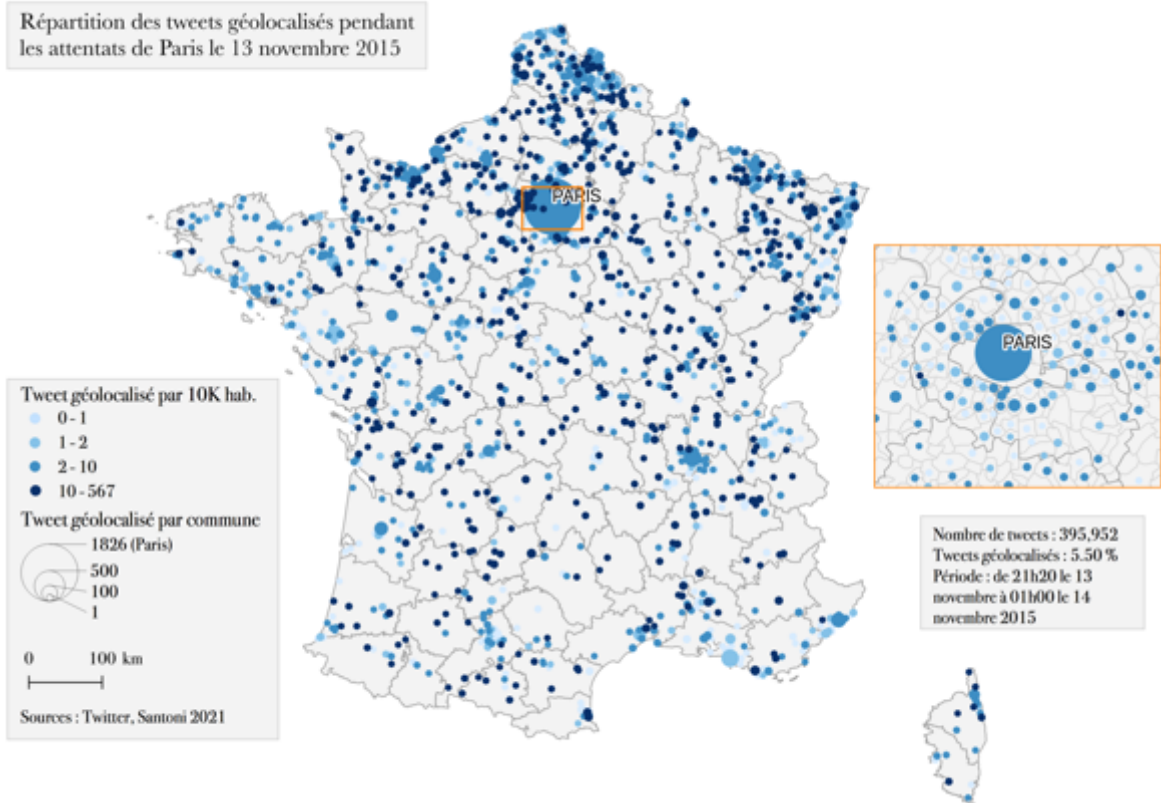 Répartition des tweets géolocalisés pendant
les attentats de Paris le 13 novembre 2015
PARIS
PARIS
Tweet géolocalisé par 10K hab.
0 - 1
1 - 2
2 - 10
10 - 567
Tweet géolocalisé par commune
1826 (Paris)
500
100
1
0 100 km
Sources : Twitter, Santoni 2021
Nombre de tweets : 395,952
Tweets géolocalisés : 5.50 %
Période : de 21h20 le 13
novembre à 01h00 le 14
novembre 2015